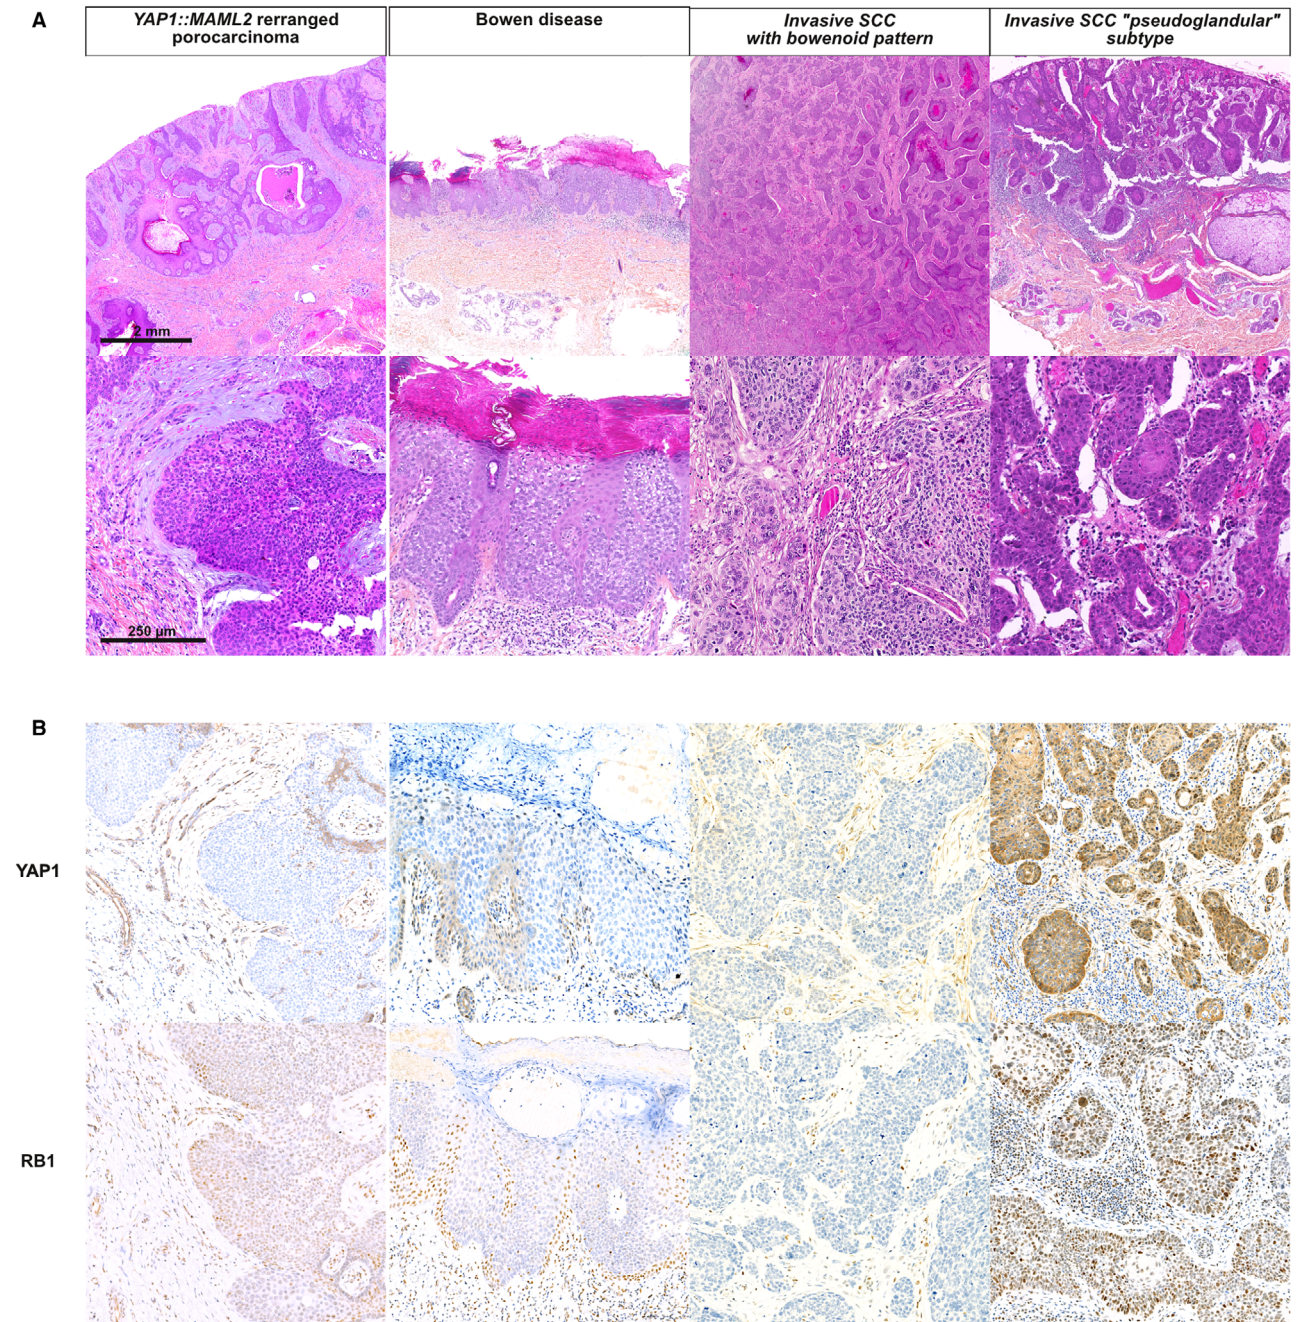 A
YAP1::MAML2 rerranged
porocarcinoma
Bowen disease
Invasive SCC
with bowenoid pattern
Invasive SCC "pseudoglandular"
subtype
2 mm
250 µm
B
YAP1
RB1